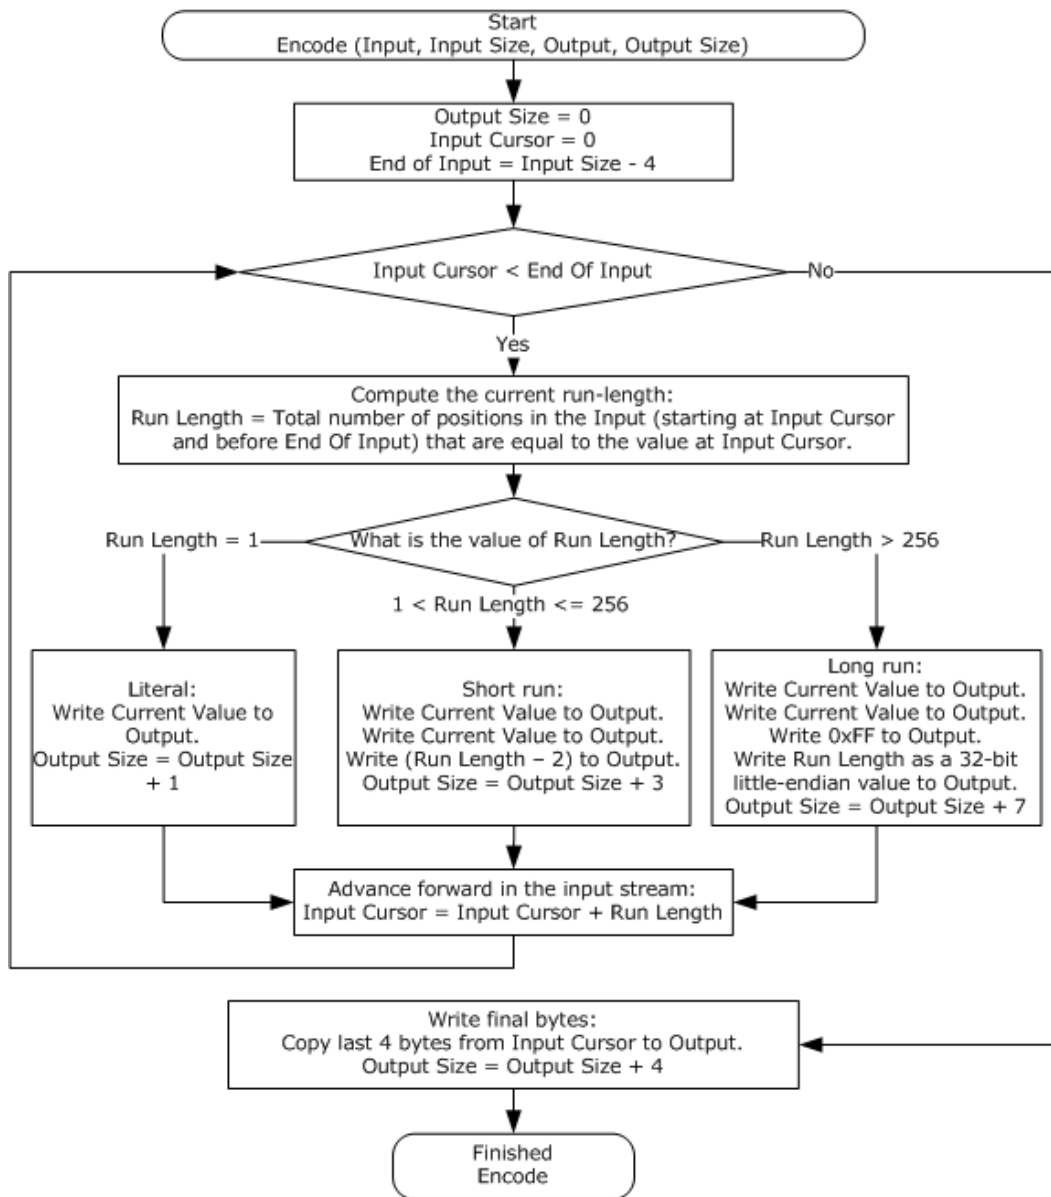 Start
Encode (Input, Input Size, Output, Output Size)
Output Size = 0
Input Cursor = 0
End of Input = Input Size - 4
Input Cursor < End Of Input
No
Yes
Compute the current run-length:
Run Length = Total number of positions in the Input (starting at Input Cursor
and before End Of Input) that are equal to the value at Input Cursor.
Run Length = 1
What is the value of Run Length?
Run Length > 256
1 < Run Length <= 256
Literal:
Write Current Value to
Output.
Output Size = Output Size
+ 1
Short run:
Write Current Value to Output.
Write Current Value to Output.
Write (Run Length – 2) to Output.
Output Size = Output Size + 3
Long run:
Write Current Value to Output.
Write Current Value to Output.
Write 0xFF to Output.
Write Run Length as a 32-bit
little-endian value to Output.
Output Size = Output Size + 7
Advance forward in the input stream:
Input Cursor = Input Cursor + Run Length
Write final bytes:
Copy last 4 bytes from Input Cursor to Output.
Output Size = Output Size + 4
Finished
Encode